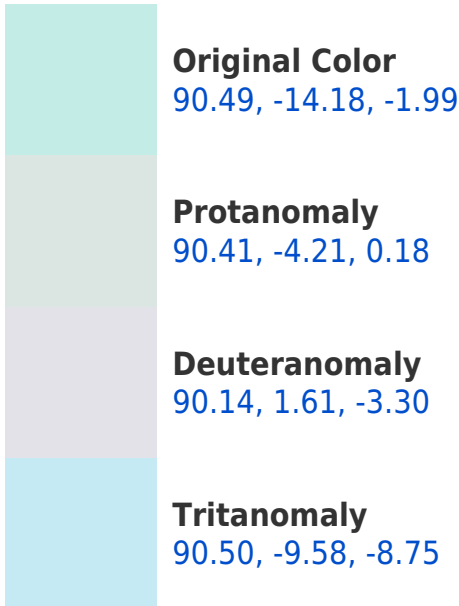 Original Color
90.49, -14.18, -1.99
Protanomaly
90.41, -4.21, 0.18
Deuteranomaly
90.14, 1.61, -3.30
Tritanomaly
90.50, -9.58, -8.75